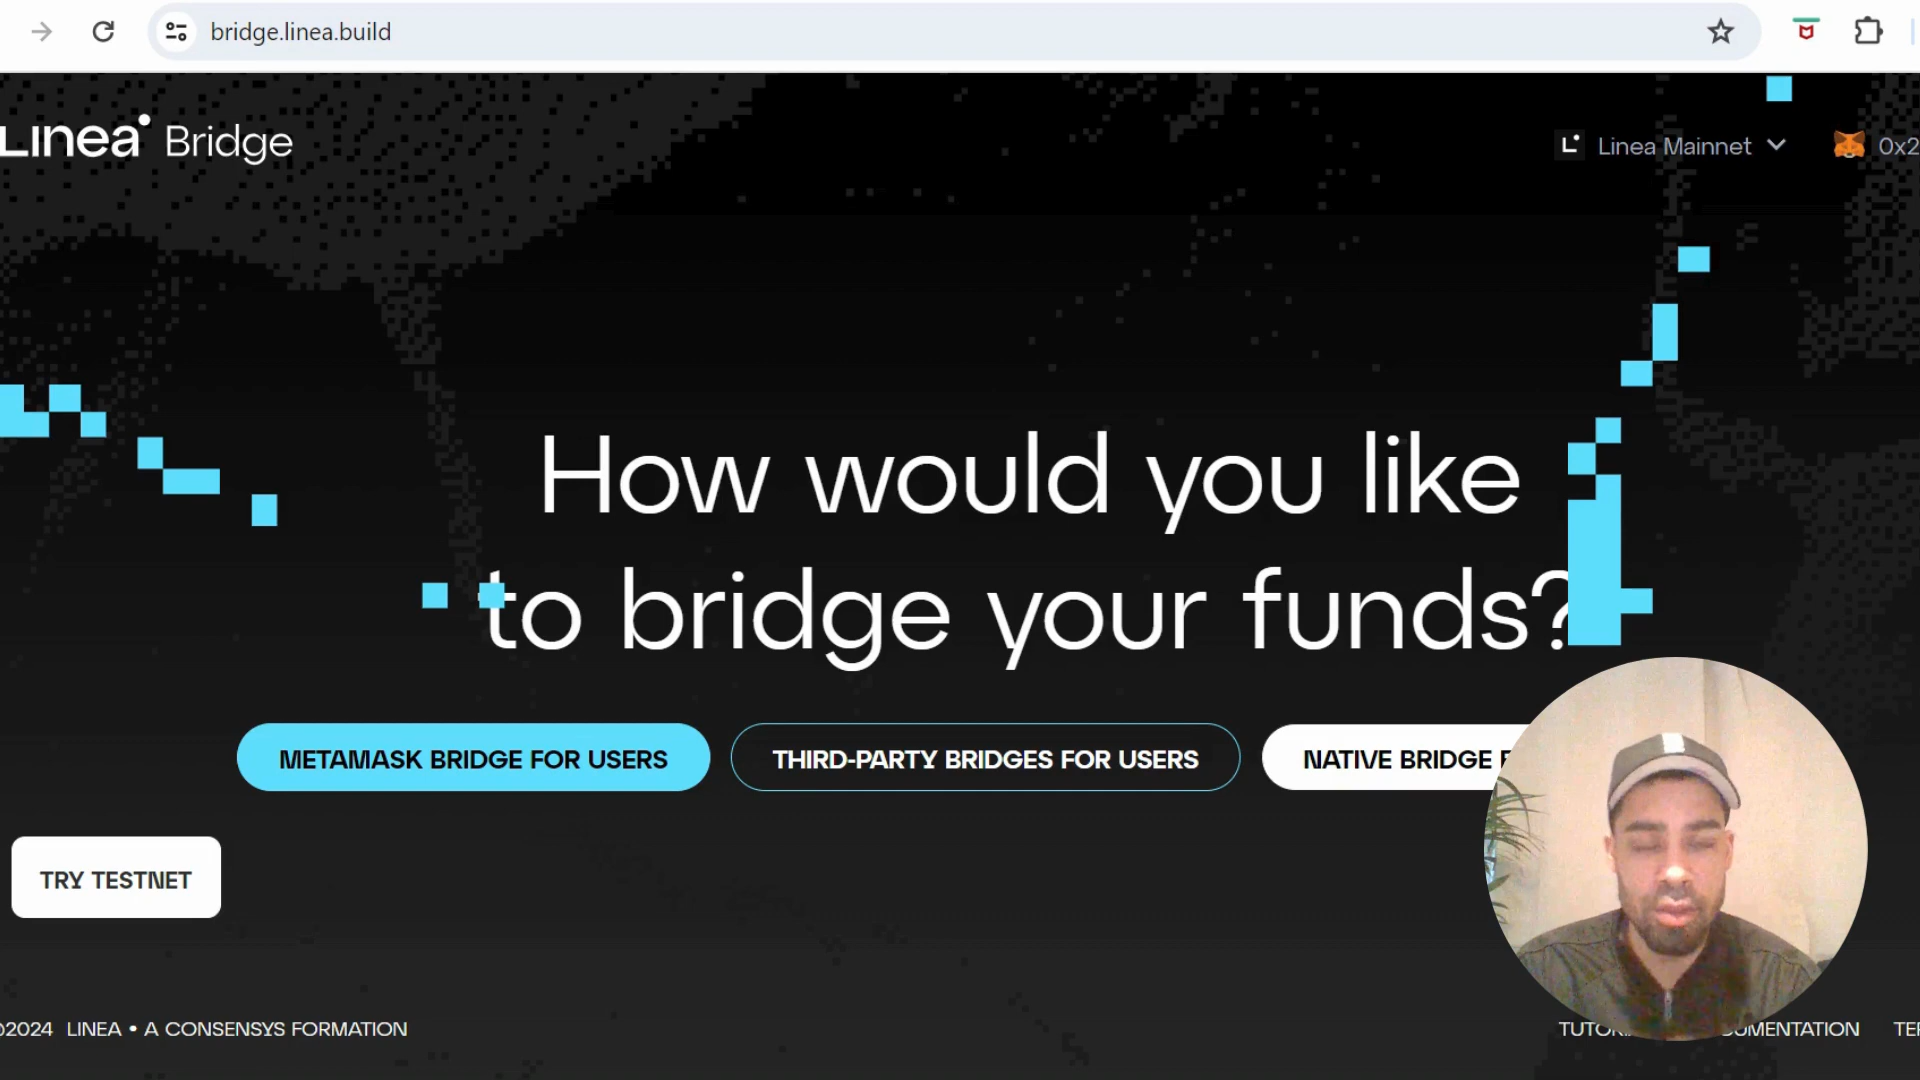 bridge.linea.build
Linea Bridge
Linea Mainnet
0x2
How would you like
to bridge your funds?
METAMASK BRIDGE FOR USERS
THIRD-PARTY BRIDGES FOR USERS
NATIVE BRIDGE
TRY TESTNET
©2024 LINEA • A CONSENSYS FORMATION